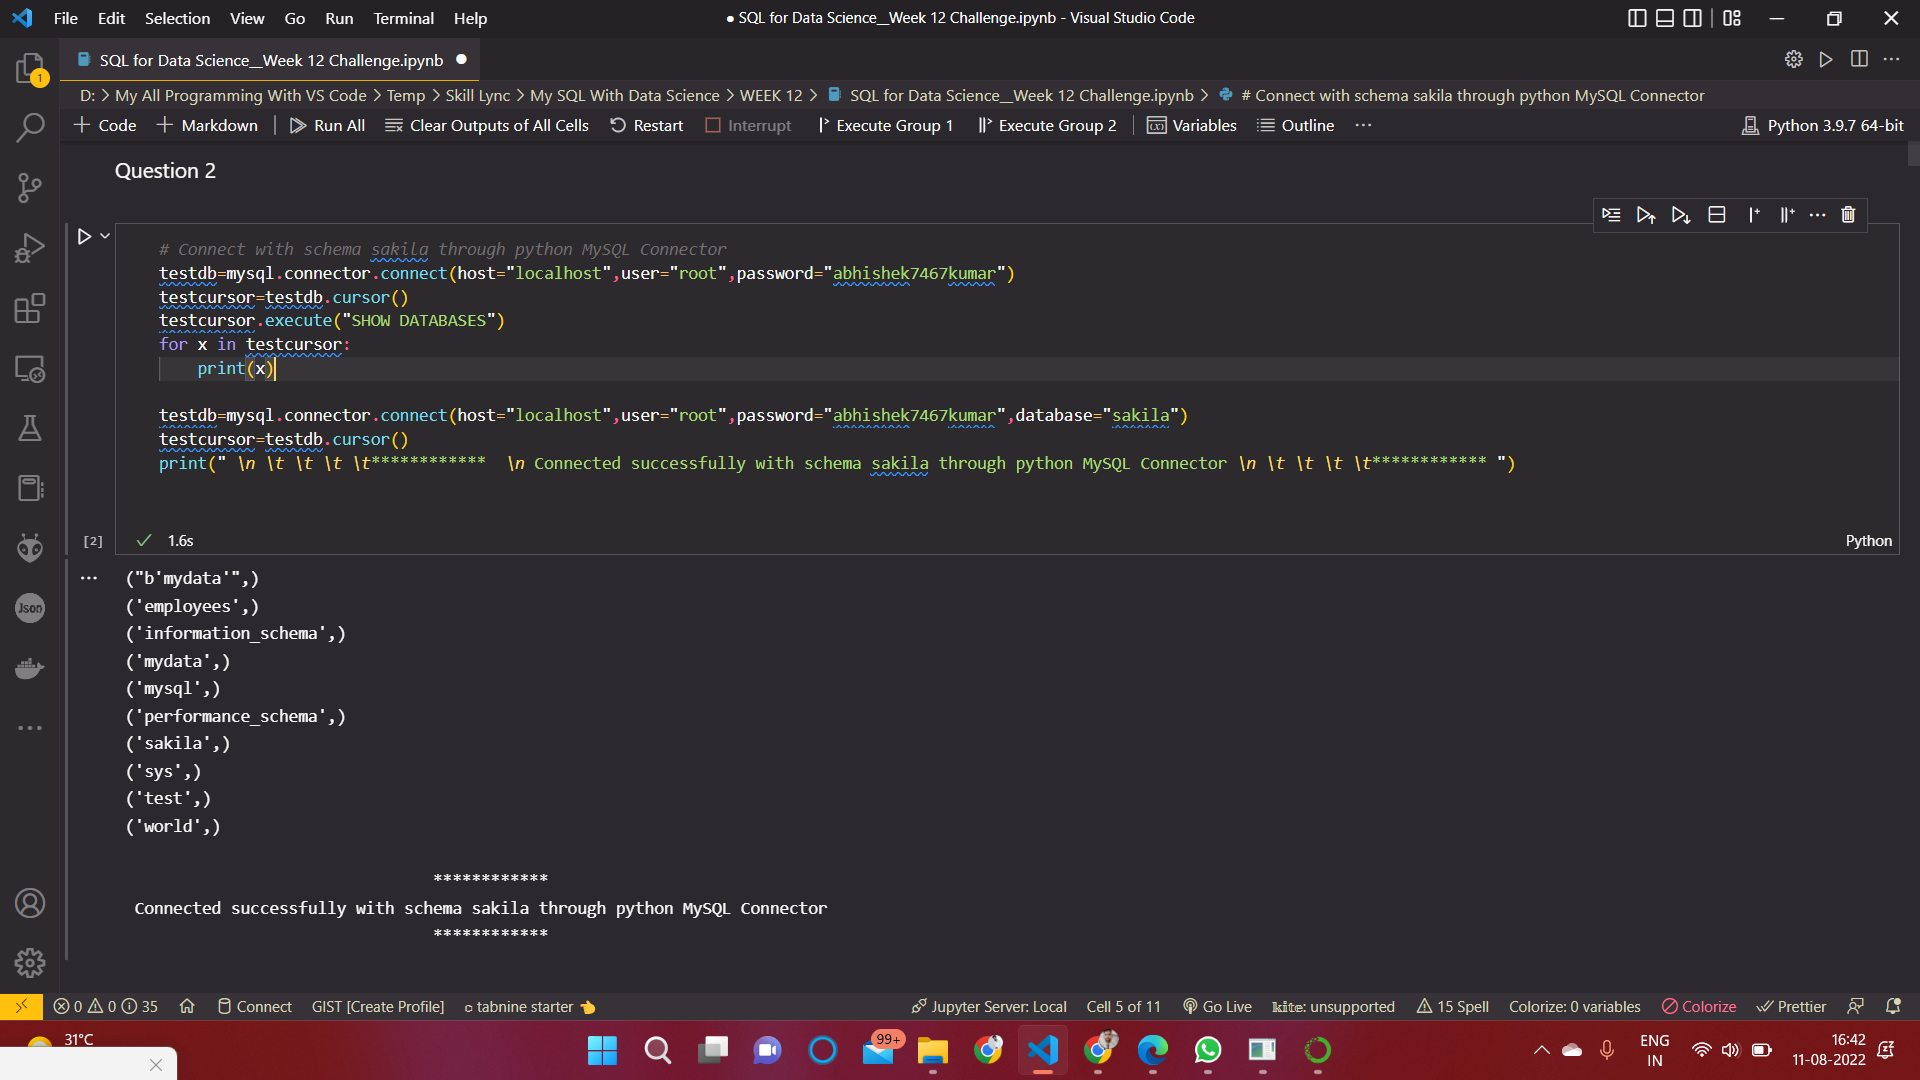 File Edit Selection View Go Run Terminal Help
● SQL for Data Science__Week 12 Challenge.ipynb - Visual Studio Code
SQL for Data Science__Week 12 Challenge.ipynb ●
D: > My All Programming With VS Code > Temp > Skill Lync > My SQL With Data Science > WEEK 12 > SQL for Data Science__Week 12 Challenge.ipynb > # Connect with schema sakila through python MySQL Connector
+ Code + Markdown | Run All Clear Outputs of All Cells Restart Interrupt Execute Group 1 Execute Group 2 | Variables Outline ··· Python 3.9.7 64-bit
1
Question 2
# Connect with schema sakila through python MySQL Connector
testdb=mysql.connector.connect(host="localhost",user="root",password="abhishek7467kumar")
testcursor=testdb.cursor()
testcursor.execute("SHOW DATABASES")
for x in testcursor:
    print(x)
testdb=mysql.connector.connect(host="localhost",user="root",password="abhishek7467kumar",database="sakila")
testcursor=testdb.cursor()
print(" \n \t \t \t \t************  \n Connected successfully with schema sakila through python MySQL Connector \n \t \t \t \t************ ")
[2] ✓ 1.6s Python
("b'mydata'",)
('employees',)
('information_schema',)
('mydata',)
('mysql',)
('performance_schema',)
('sakila',)
('sys',)
('test',)
('world',)
************
Connected successfully with schema sakila through python MySQL Connector
************
Json
0 0 35 Connect GIST [Create Profile] tabnine starter Jupyter Server: Local Cell 5 of 11 Go Live kite: unsupported 15 Spell Colorize: 0 variables Colorize Prettier
31°C
99+
ENG
IN
16:42
11-08-2022